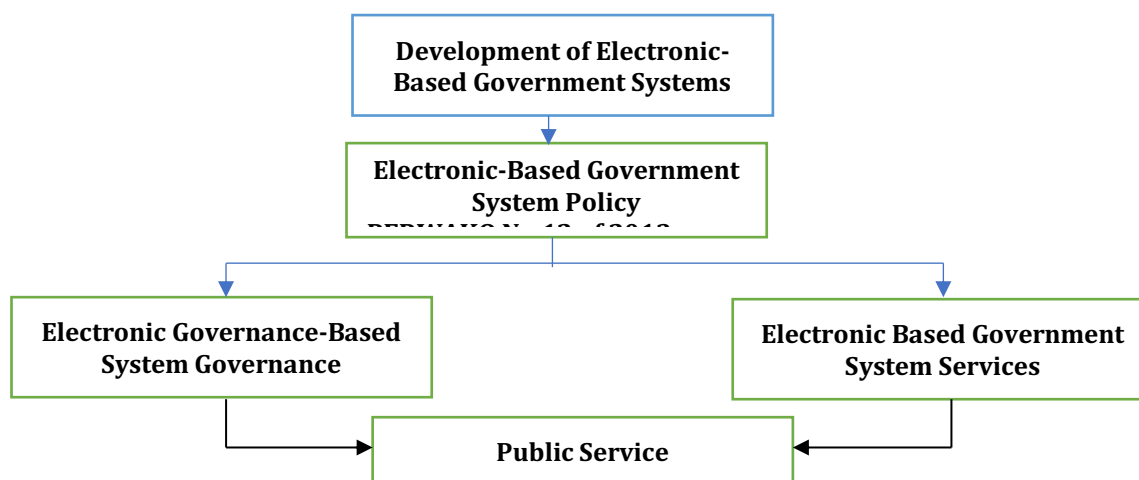 Development of Electronic-
Based Government Systems
Electronic-Based Government
System Policy
Electronic Governance-Based
System Governance
Electronic Based Government
System Services
Public Service